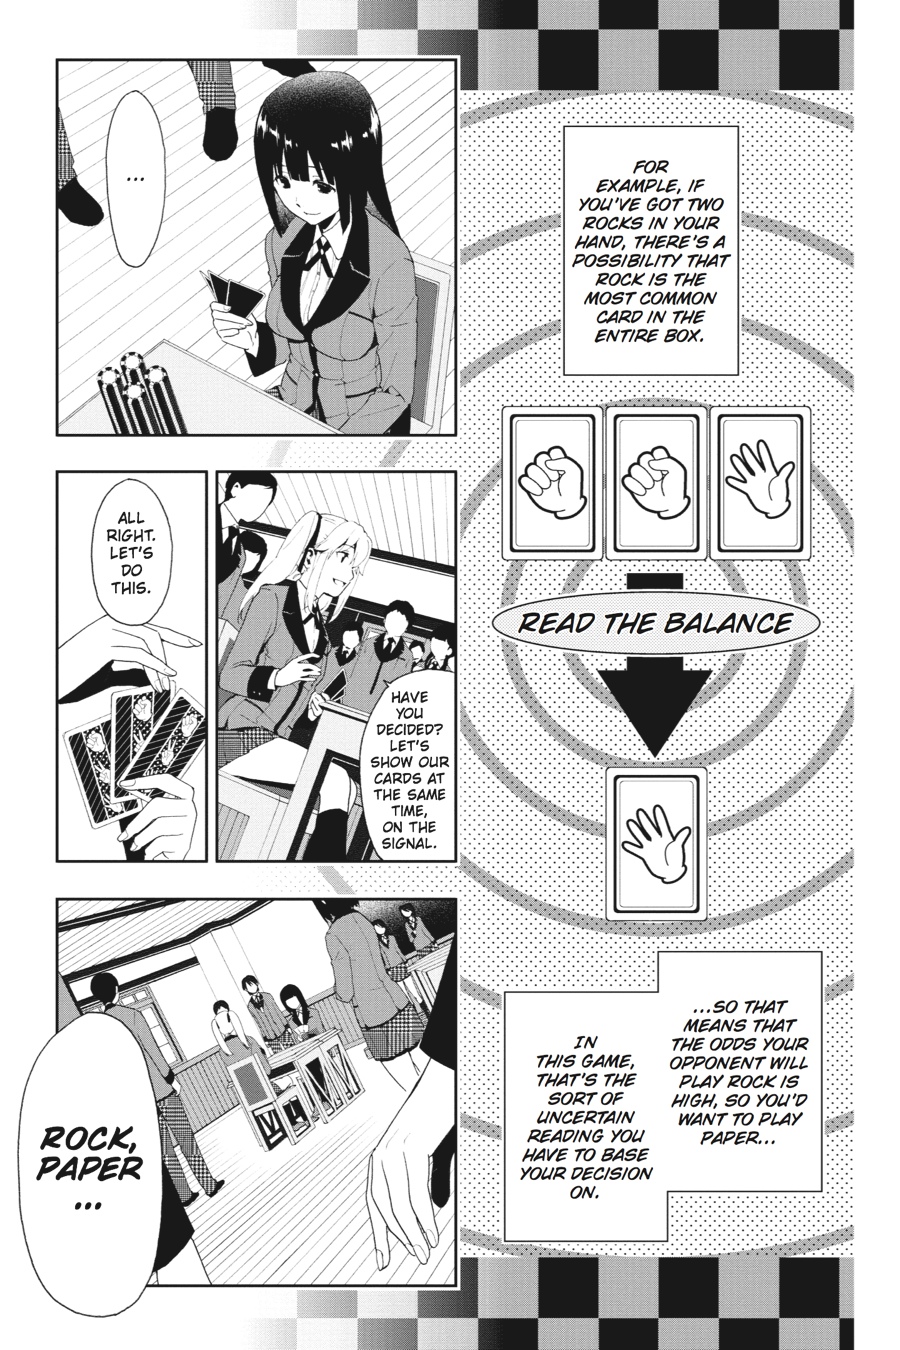 FOR
EXAMPLE, IF
YOU'VE GOT TWO
ROCKS IN YOUR
HAND, THERE'S A
POSSIBILITY THAT
ROCK IS THE
MOST COMMON
CARD IN THE
ENTIRE BOX.
READ THE BALANCE
...SO THAT
MEANS THAT
THE ODDS YOUR
OPPONENT WILL
PLAY ROCK IS
HIGH, SO YOU'D
WANT TO PLAY
PAPER...
IN
THIS GAME,
THAT'S THE
SORT OF
UNCERTAIN
READING YOU
HAVE TO BASE
YOUR DECISION
ON.
...
HAVE
YOU
DECIDED?
LET'S
SHOW OUR
CARDS AT
THE SAME
TIME,
ON THE
SIGNAL.
ALL
RIGHT.
LET'S
DO
THIS.
ROCK,
PAPER
...